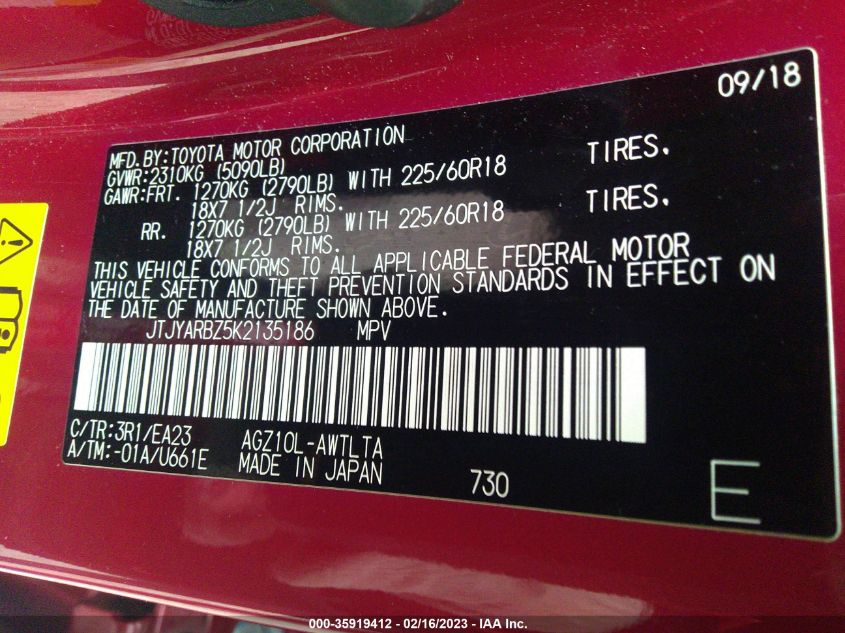 09/18
MFD.BY:TOYOTA MOTOR CORPORATION
GVWR:2310KG (5090LB)
GAWR:FRT. 1270KG (2790LB) WITH 225/60R18 TIRES.
18X7 1/2J RIMS.
RR. 1270KG (2790LB) WITH 225/60R18 TIRES.
18X7 1/2J RIMS.
THIS VEHICLE CONFORMS TO ALL APPLICABLE FEDERAL MOTOR
VEHICLE SAFETY AND THEFT PREVENTION STANDARDS IN EFFECT ON
THE DATE OF MANUFACTURE SHOWN ABOVE.
JTJYARBZ5K2135186 MPV
C/TR:3R1/EA23 AGZ10L-AWTLTA
A/TM:-01A/U661E MADE IN JAPAN 730 E
000-35919412 - 02/16/2023 - IAA Inc.